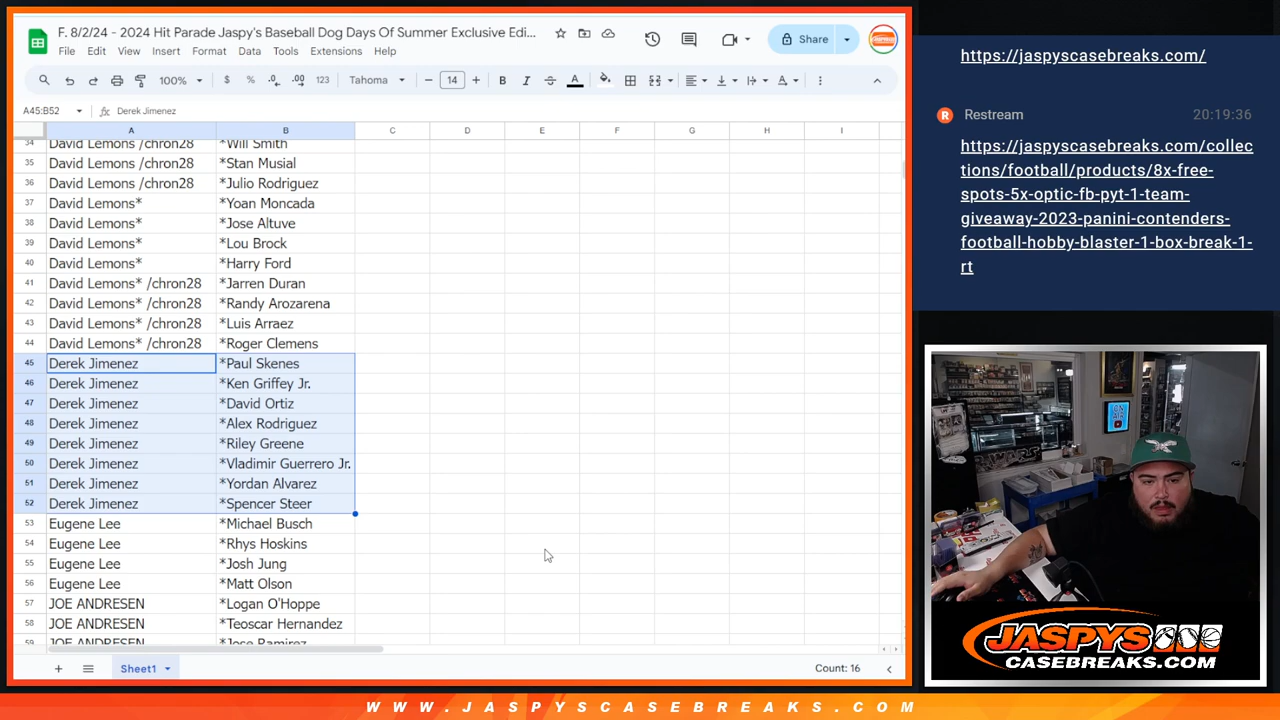 F. 8/2/24 - 2024 Hit Parade Jaspy's Baseball Dog Days Of Summer Exclusive Edi...
File Edit View Insert Format Data Tools Extensions Help
Share
100% $ % .0 .00 123 Tahoma 14 B I A
A45:B52 fx Derek Jimenez
A B C D E F G H I
34 David Lemons /chron28 *Will Smith
35 David Lemons /chron28 *Stan Musial
36 David Lemons /chron28 *Julio Rodriguez
37 David Lemons* *Yoan Moncada
38 David Lemons* *Jose Altuve
39 David Lemons* *Lou Brock
40 David Lemons* *Harry Ford
41 David Lemons* /chron28 *Jarren Duran
42 David Lemons* /chron28 *Randy Arozarena
43 David Lemons* /chron28 *Luis Arraez
44 David Lemons* /chron28 *Roger Clemens
45 Derek Jimenez *Paul Skenes
46 Derek Jimenez *Ken Griffey Jr.
47 Derek Jimenez *David Ortiz
48 Derek Jimenez *Alex Rodriguez
49 Derek Jimenez *Riley Greene
50 Derek Jimenez *Vladimir Guerrero Jr.
51 Derek Jimenez *Yordan Alvarez
52 Derek Jimenez *Spencer Steer
53 Eugene Lee *Michael Busch
54 Eugene Lee *Rhys Hoskins
55 Eugene Lee *Josh Jung
56 Eugene Lee *Matt Olson
57 JOE ANDRESEN *Logan O'Hoppe
58 JOE ANDRESEN *Teoscar Hernandez
59 JOE ANDRESEN *Jose Ramirez
Sheet1
Count: 16
https://jaspyscasebreaks.com/
R Restream 20:19:36
https://jaspyscasebreaks.com/collec
tions/football/products/8x-free-
spots-5x-optic-fb-pyt-1-team-
giveaway-2023-panini-contenders-
football-hobby-blaster-1-box-break-1-
rt
ON AIR
JASPYS
CASEBREAKS.COM
WWW.JASPYSCASEBREAKS.COM